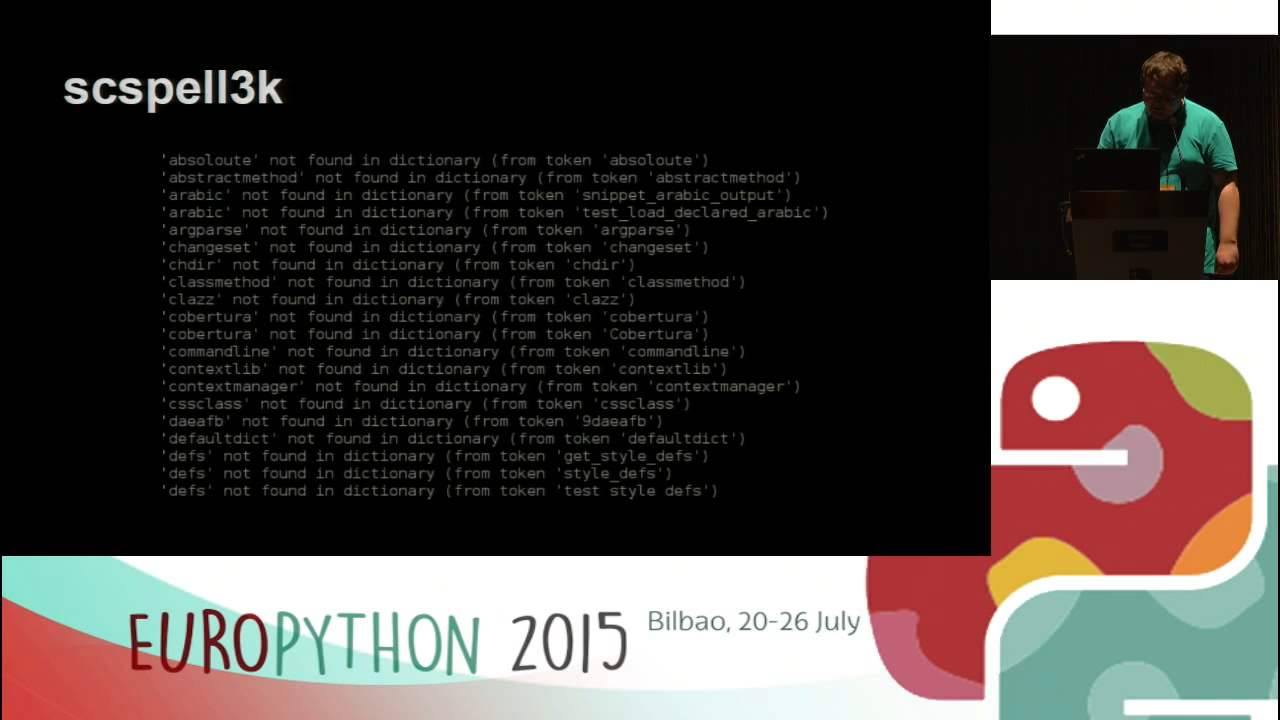 scspell3k
'absoloute' not found in dictionary (from token 'absoloute')
'abstractmethod' not found in dictionary (from token 'abstractmethod')
'arabic' not found in dictionary (from token 'snippet_arabic_output')
'arabic' not found in dictionary (from token 'test_load_declared_arabic')
'argparse' not found in dictionary (from token 'argparse')
'changeset' not found in dictionary (from token 'changeset')
'chdir' not found in dictionary (from token 'chdir')
'classmethod' not found in dictionary (from token 'classmethod')
'clazz' not found in dictionary (from token 'clazz')
'cobertura' not found in dictionary (from token 'cobertura')
'cobertura' not found in dictionary (from token 'Cobertura')
'commandline' not found in dictionary (from token 'commandline')
'contextlib' not found in dictionary (from token 'contextlib')
'contextmanager' not found in dictionary (from token 'contextmanager')
'cssclass' not found in dictionary (from token 'cssclass')
'daeafb' not found in dictionary (from token '9daeafb')
'defaultdict' not found in dictionary (from token 'defaultdict')
'defs' not found in dictionary (from token 'get_style_defs')
'defs' not found in dictionary (from token 'style_defs')
'defs' not found in dictionary (from token 'test style defs')
EUROPYTHON 2015
Bilbao, 20-26 July